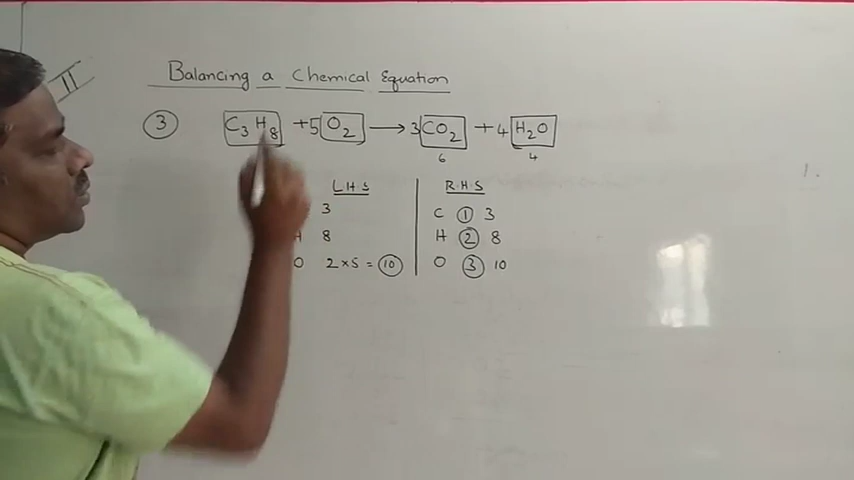 II
Balancing a Chemical Equation
3 C3H8 +5 O2 → 3 CO2 + 4 H2O
6 4
1.
LHS RHS
3 C 1 3
H 8 H 2 8
O 2×5 = 10 O 3 10